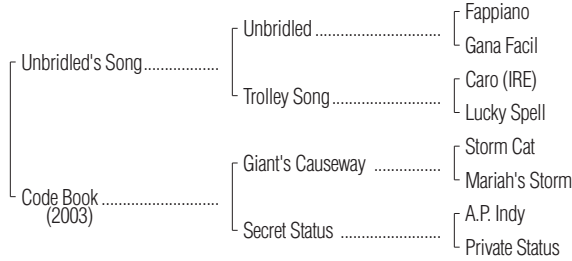 Fappiano
Unbridled
Gana Facil
Unbridled's Song
Caro (IRE)
Trolley Song
Lucky Spell
Storm Cat
Giant's Causeway
Mariah's Storm
Code Book
(2003)
A.P. Indy
Secret Status
Private Status